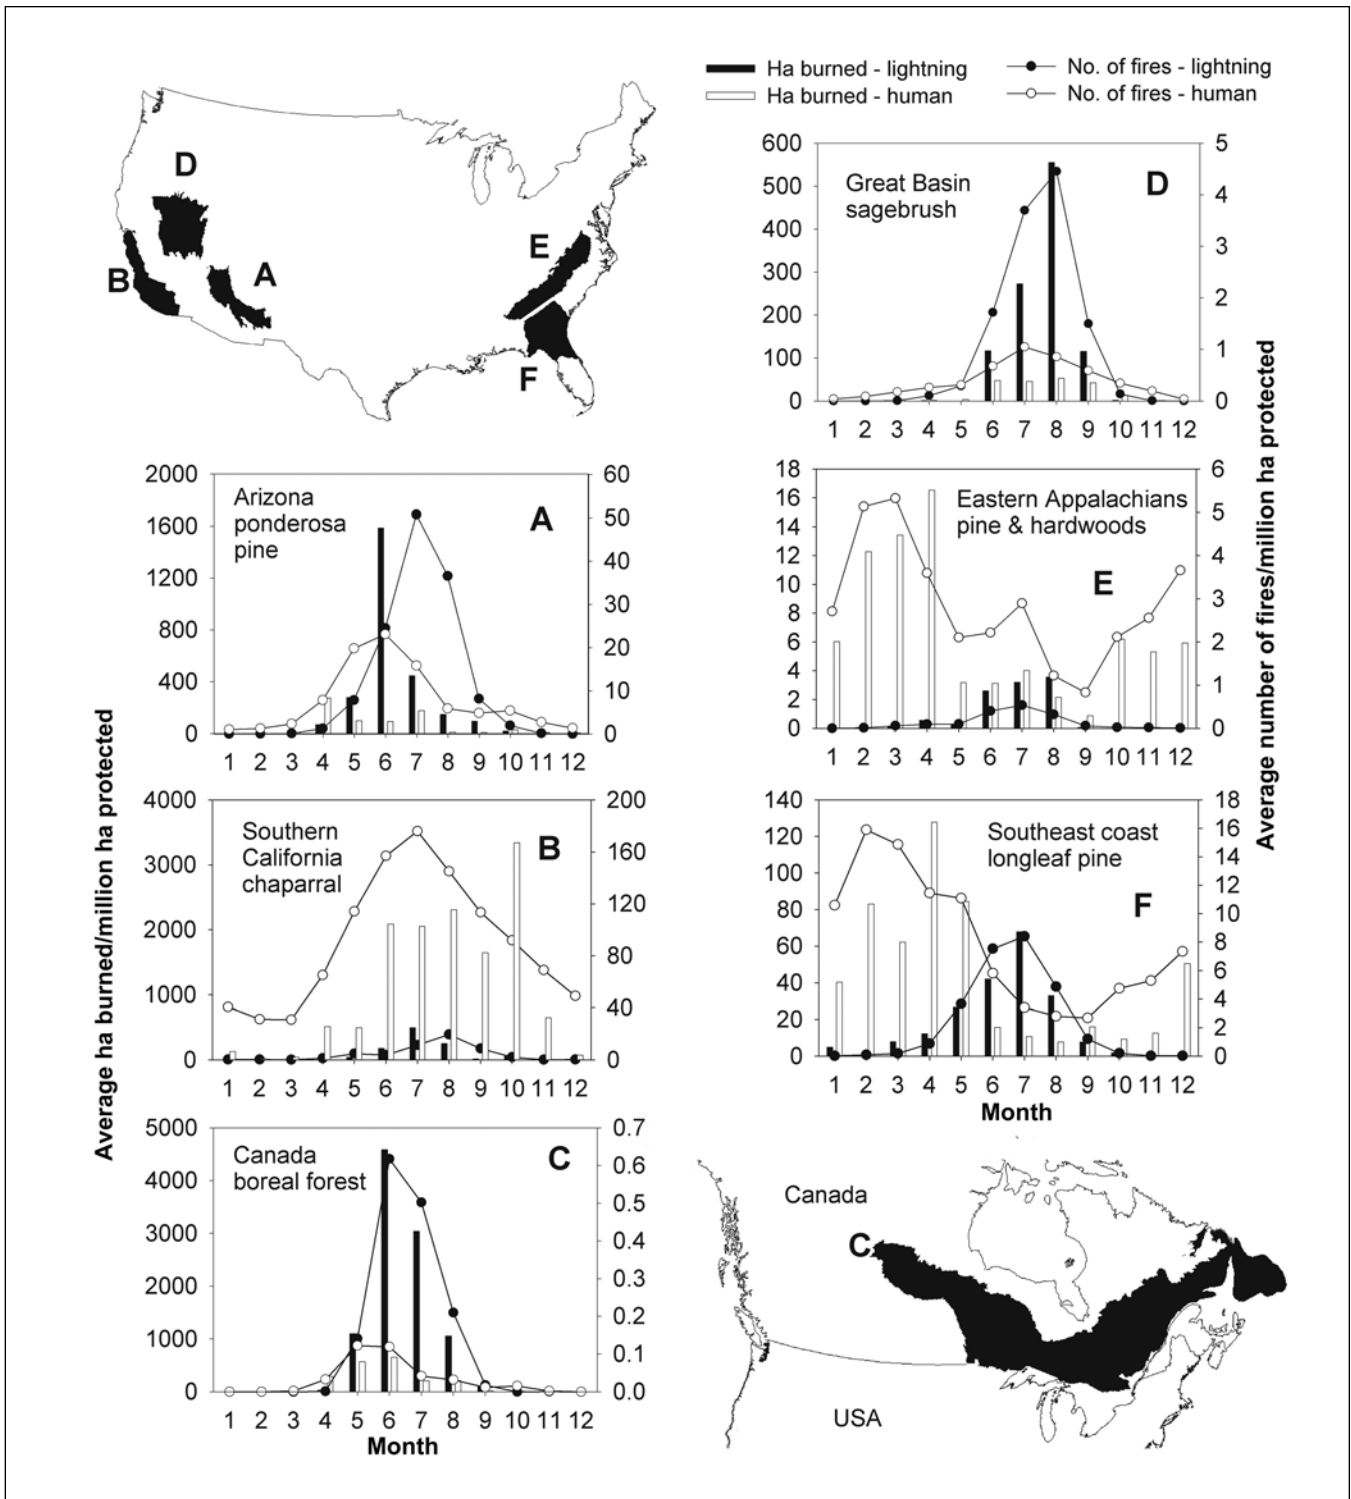 Ha burned - lightning
No. of fires - lightning
Ha burned - human
No. of fires - human
D
B
A
E
F
Great Basin
sagebrush
D
600
500
400
300
200
100
0
5
4
3
2
1
0
1 2 3 4 5 6 7 8 9 10 11 12
Arizona
ponderosa
pine
A
2000
1600
1200
800
400
0
60
50
40
30
20
10
0
1 2 3 4 5 6 7 8 9 10 11 12
Eastern Appalachians
pine & hardwoods
E
18
16
14
12
10
8
6
4
2
0
6
5
4
3
2
1
0
1 2 3 4 5 6 7 8 9 10 11 12
Southern
California
chaparral
B
4000
3000
2000
1000
0
200
160
120
80
40
0
1 2 3 4 5 6 7 8 9 10 11 12
Southeast coast
longleaf pine
F
140
120
100
80
60
40
20
0
18
16
14
12
10
8
6
4
2
0
1 2 3 4 5 6 7 8 9 10 11 12
Month
Canada
boreal forest
C
5000
4000
3000
2000
1000
0
0.7
0.6
0.5
0.4
0.3
0.2
0.1
0.0
1 2 3 4 5 6 7 8 9 10 11 12
Month
Average ha burned/million ha protected
Average number of fires/million ha protected
Canada
C
USA